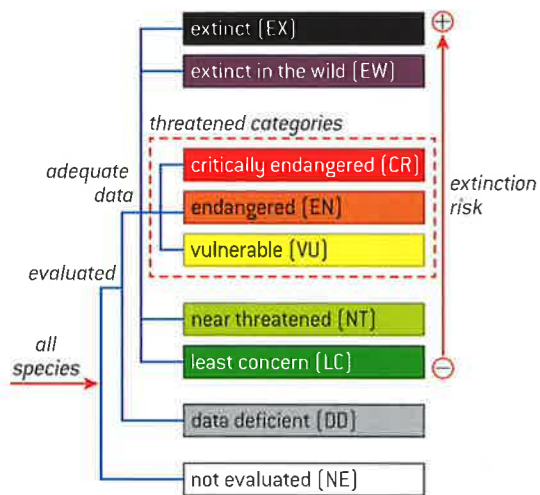 extinct (EX)
extinct in the wild (EW)
threatened categories
critically endangered (CR)
adequate
data
endangered (EN)
extinction
risk
vulnerable (VU)
evaluated
near threatened (NT)
all
species
least concern (LC)
data deficient (DD)
not evaluated (NE)